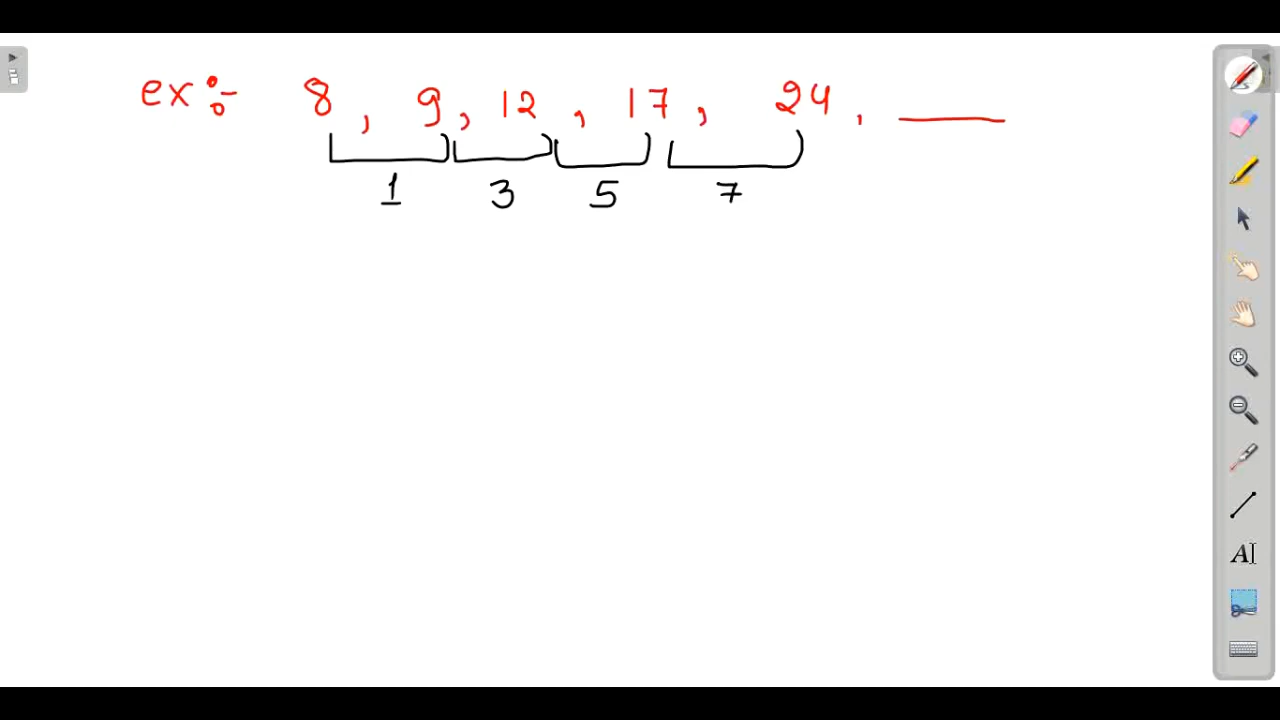 ex :- 8 , 9 , 12 , 17 , 24 , ____
1 3 5 7